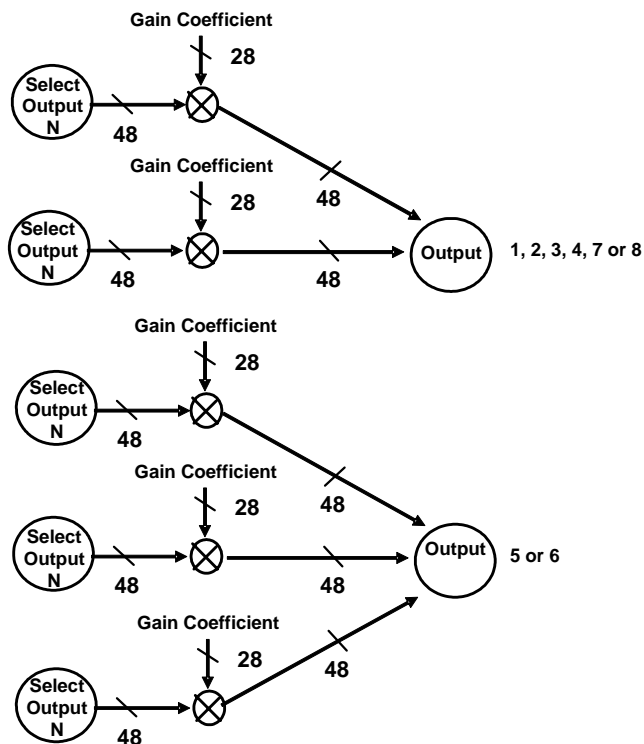 Gain Coefficient
28
Select
Output
N
48
48
Gain Coefficient
28
Select
Output
N
48
48
Output
1, 2, 3, 4, 7 or 8
Gain Coefficient
28
Select
Output
N
48
48
Gain Coefficient
28
Select
Output
N
48
48
Output
5 or 6
Gain Coefficient
28
48
Select
Output
N
48